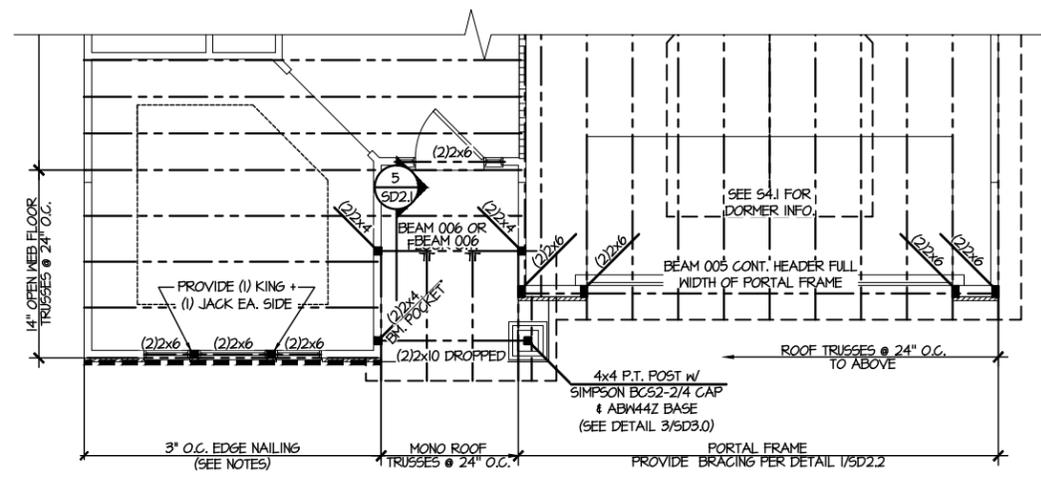 (2)2x6
5
SD2.1
(2)2x4
(2)2x4
BEAM 006 OR
BEAM 006
SEE S4.1 FOR
DORMER INFO.
(2)2x6
(2)2x6
(2)2x6
(2)2x6
BEAM 005 CONT. HEADER FULL
WIDTH OF PORTAL FRAME
14" OPEN WEB FLOOR
TRUSSES @ 24" O.C.
PROVIDE (1) KING +
(1) JACK EA. SIDE
(2)2x4
"BM. POCKET"
(2)2x6
(2)2x6
(2)2x6
(2)2x10 DROPPED
ROOF TRUSSES @ 24" O.C.
TO ABOVE
4x4 P.T. POST w/
SIMPSON BCS2-2/4 CAP
& ABW44Z BASE
(SEE DETAIL 3/SD3.0)
3" O.C. EDGE NAILING
(SEE NOTES)
MONO ROOF
TRUSSES @ 24" O.C.
PORTAL FRAME
PROVIDE BRACING PER DETAIL 1/SD2.2